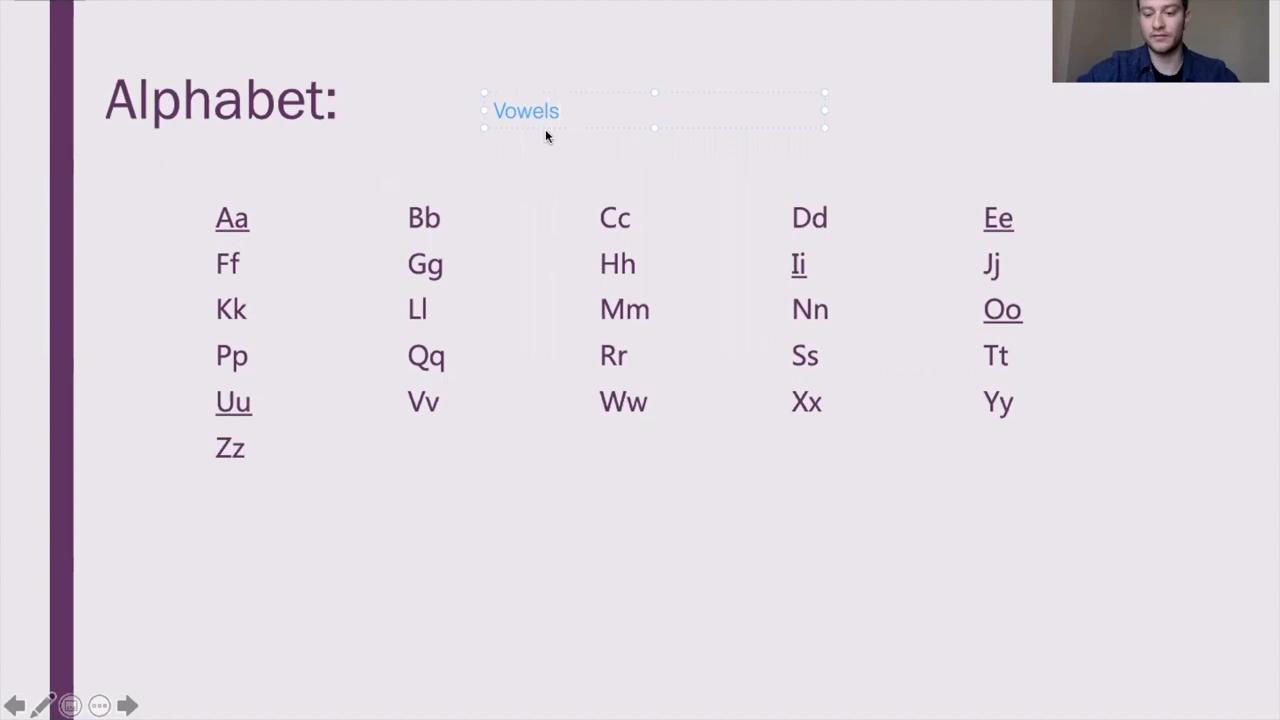 Alphabet:
Vowels
Aa Bb Cc Dd Ee
Ff Gg Hh Ii Jj
Kk Ll Mm Nn Oo
Pp Qq Rr Ss Tt
Uu Vv Ww Xx Yy
Zz